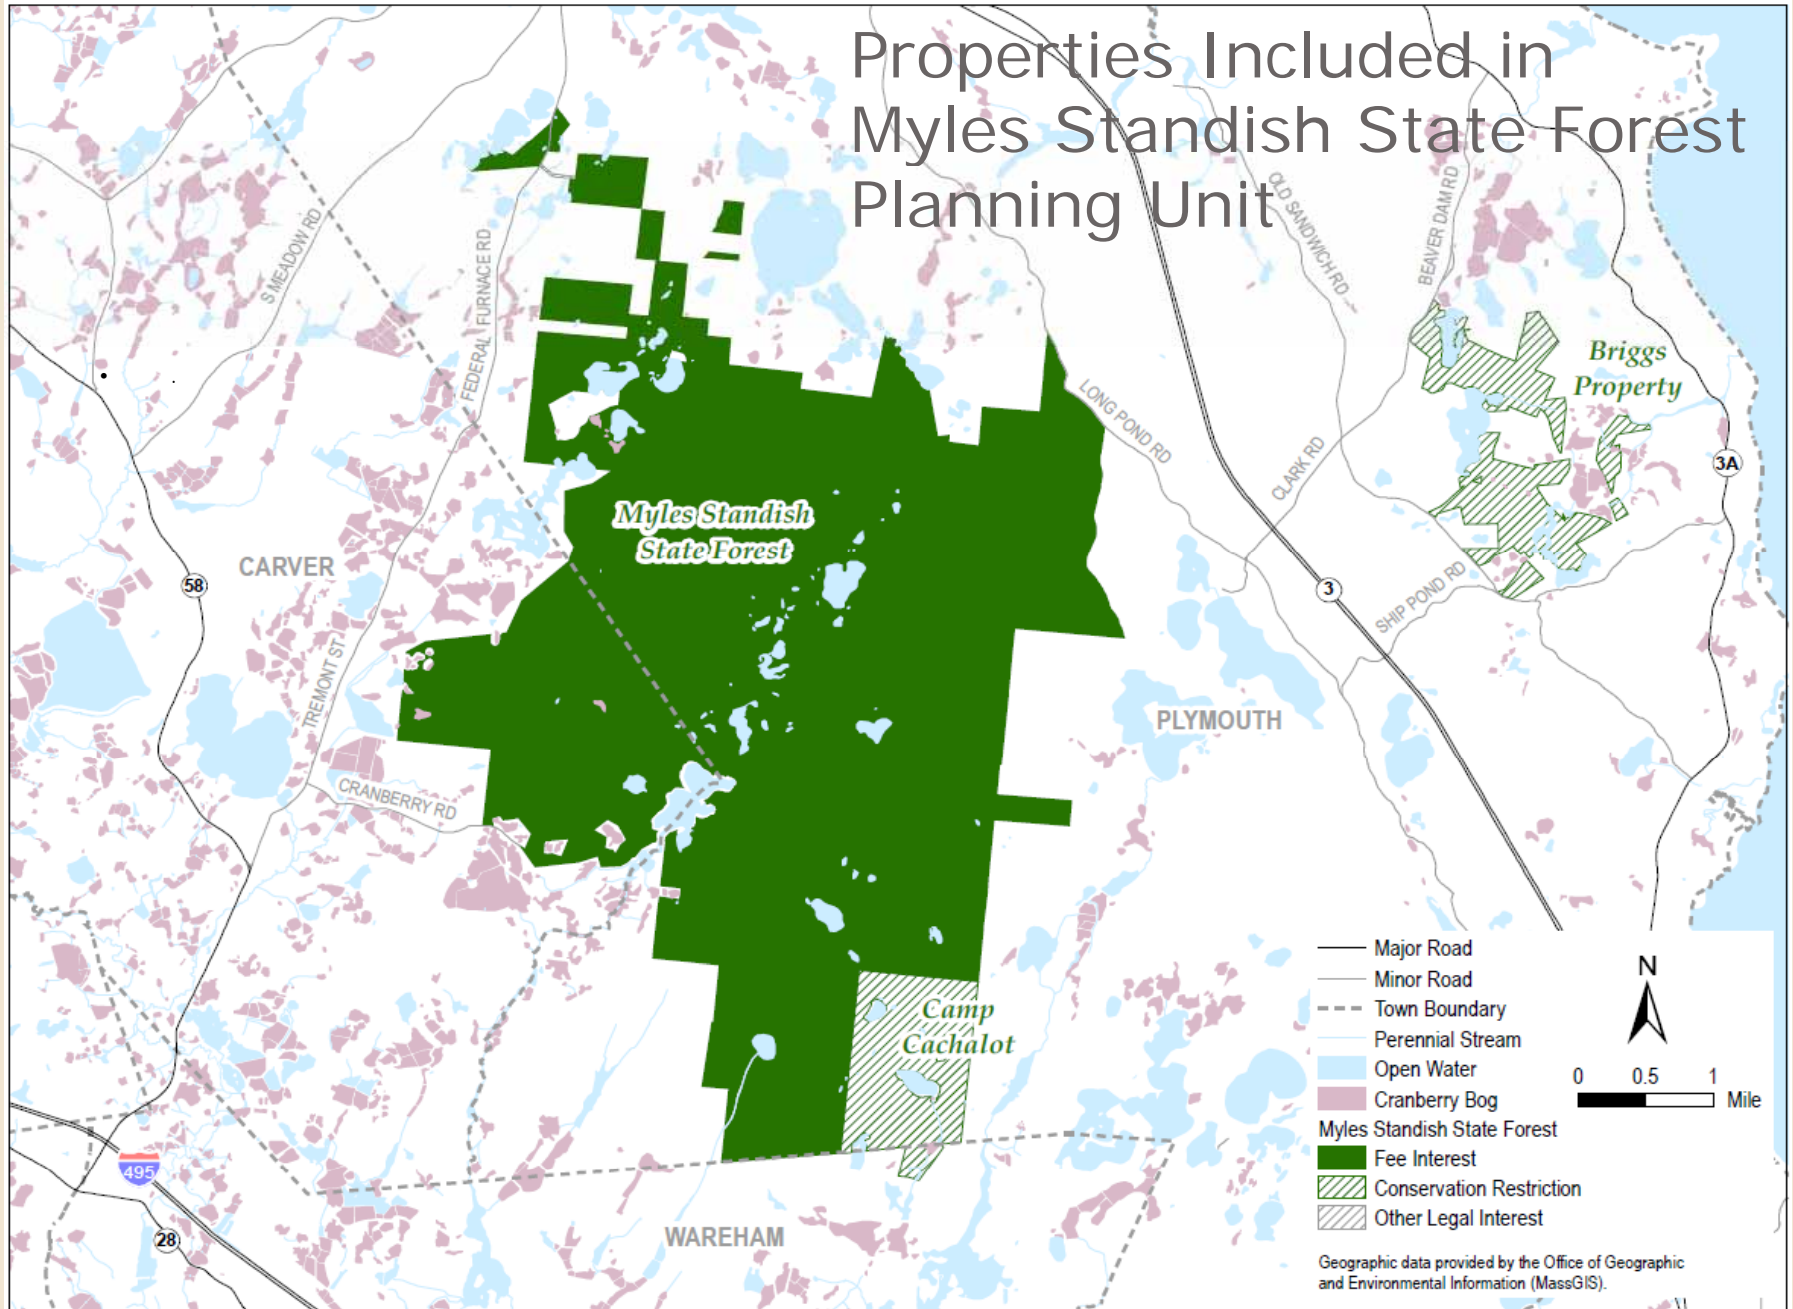 Properties Included in
Myles Standish State Forest
Planning Unit
S MEADOW RD
FEDERAL FURNACE RD
OLD SANDWICH RD
BEAVER DAM RD
Briggs
Property
LONG POND RD
CLARK RD
3A
Myles Standish
State Forest
CARVER
58
3
SHIP POND RD
TREMONT ST
PLYMOUTH
CRANBERRY RD
Camp
Cachalot
495
28
WAREHAM
Major Road
Minor Road
Town Boundary
Perennial Stream
Open Water
Cranberry Bog
Myles Standish State Forest
Fee Interest
Conservation Restriction
Other Legal Interest
N
0 0.5 1
Mile
Geographic data provided by the Office of Geographic
and Environmental Information (MassGIS).